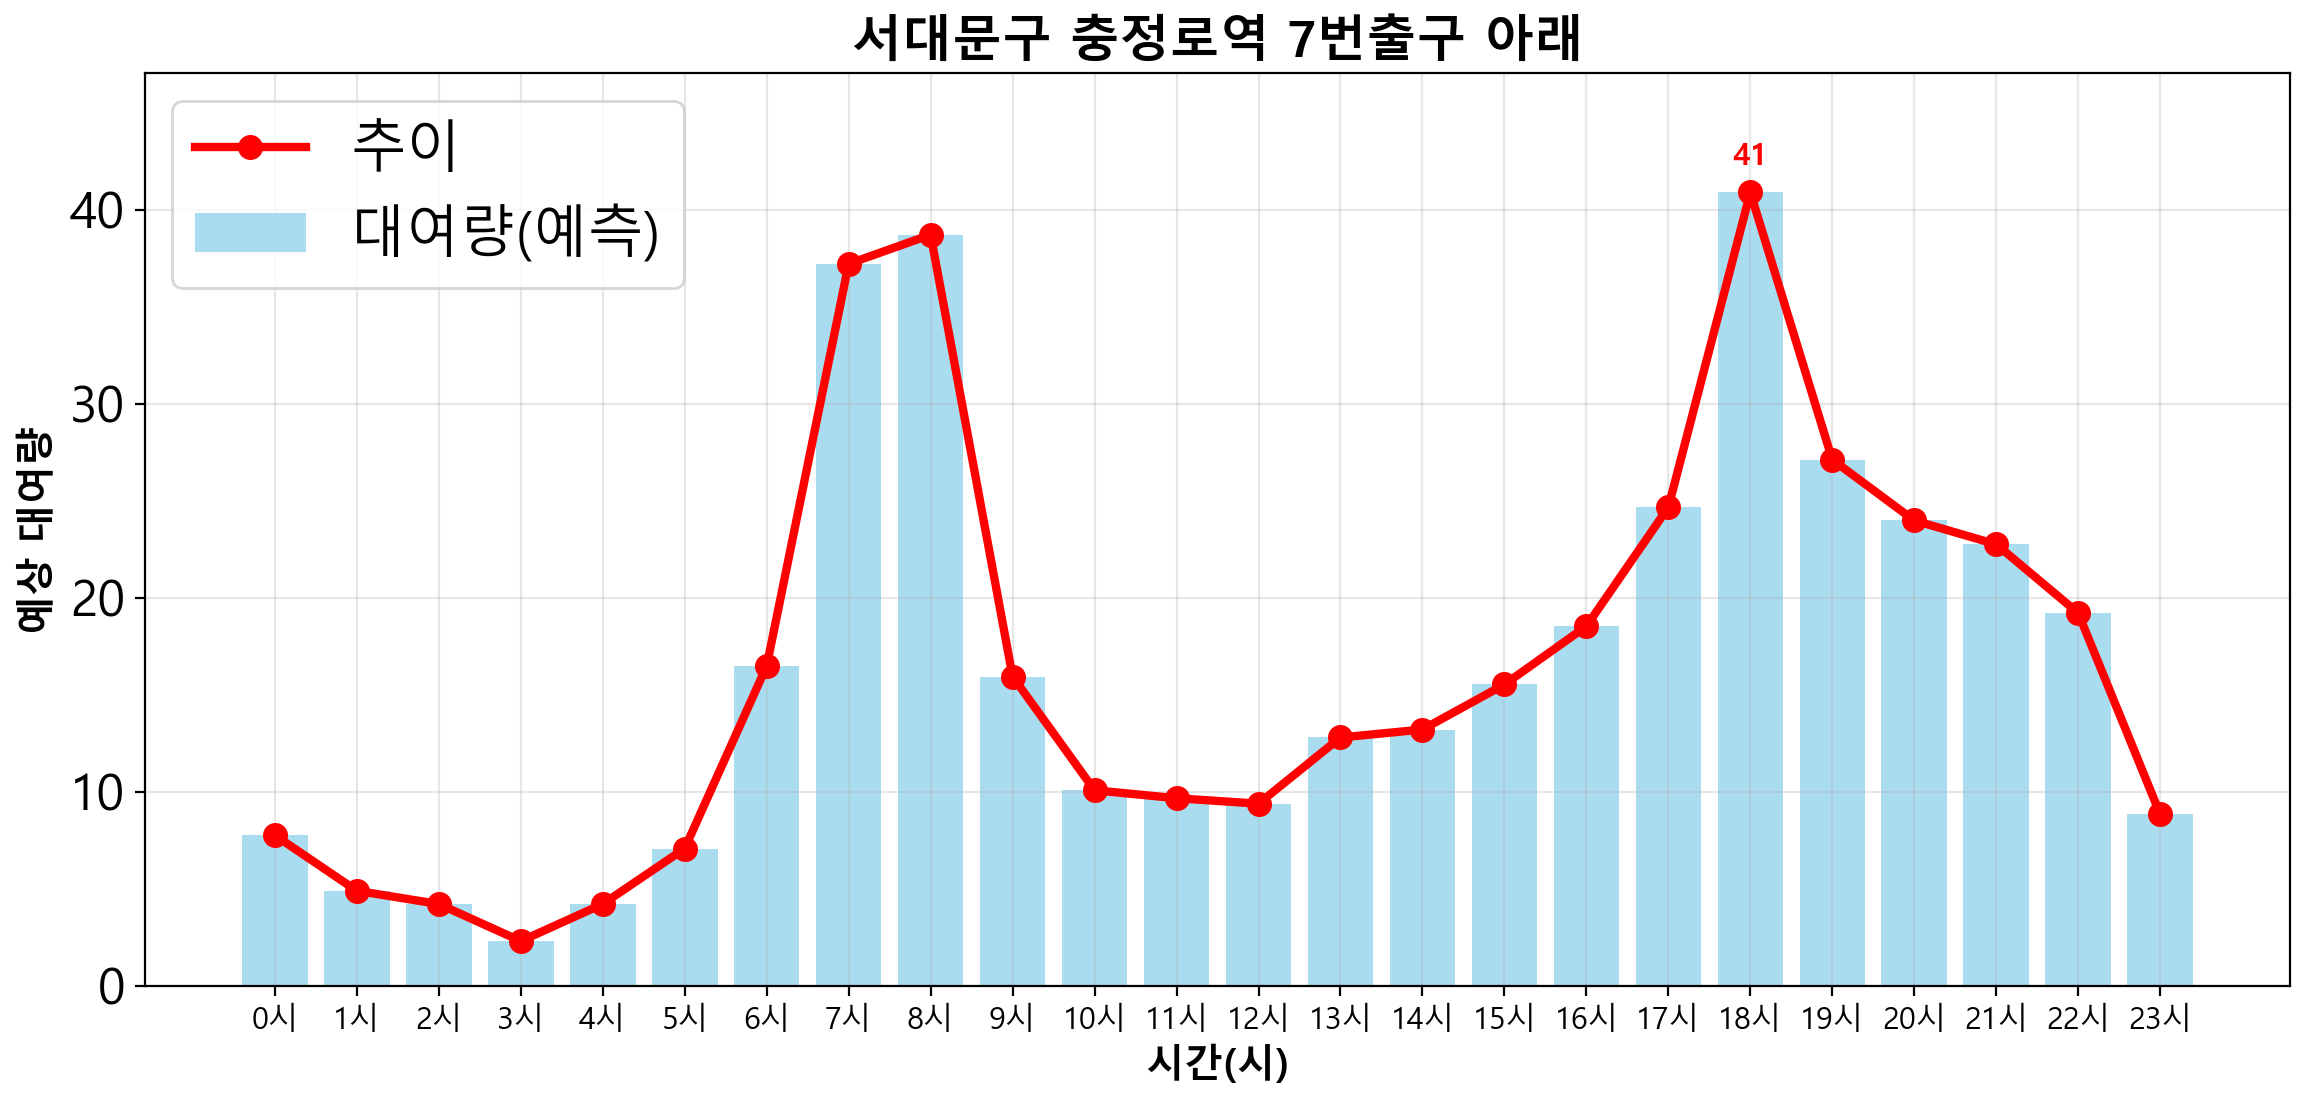 서대문구 충정로역 7번출구 아래
추이
대여량(예측)
41
예상 대여량
40
30
20
10
0
0시 1시 2시 3시 4시 5시 6시 7시 8시 9시 10시 11시 12시 13시 14시 15시 16시 17시 18시 19시 20시 21시 22시 23시
시간(시)